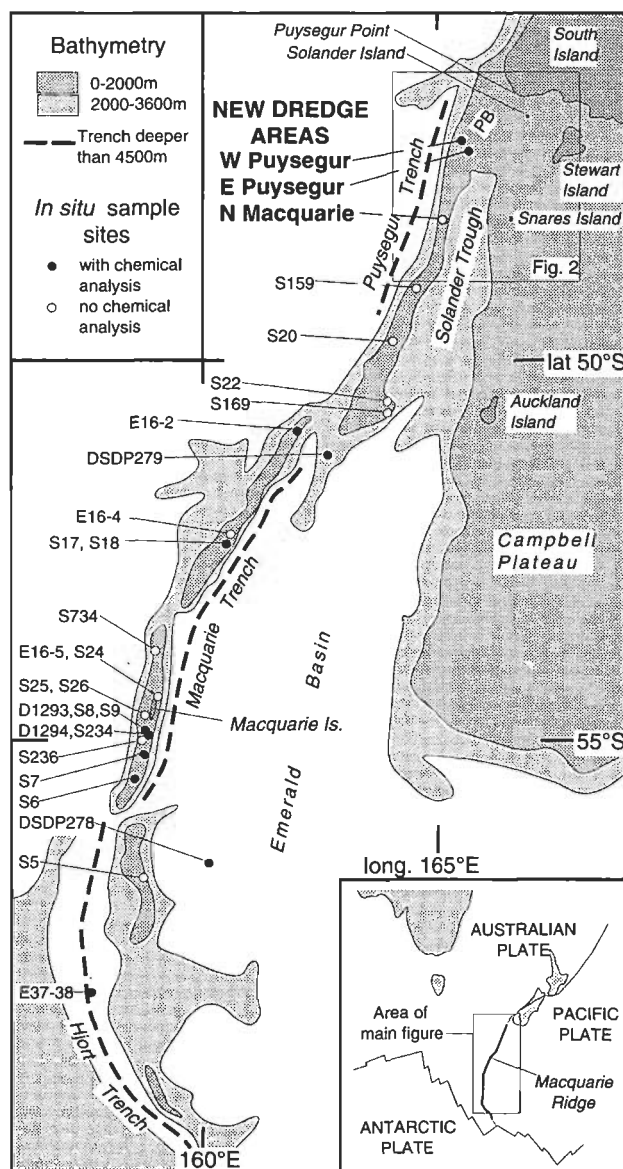 Bathymetry
0-2000m
2000-3600m
Trench deeper
than 4500m
In situ sample
sites
with chemical
analysis
no chemical
analysis
Puysegur Point
Solander Island
South
Island
NEW DREDGE
AREAS
W Puysegur
E Puysegur
N Macquarie
PB
Stewart
Island
Snares Island
Fig. 2
Puysegur Trench
Solander Trough
S159
S20
lat 50°S
S22
S169
Auckland
Island
E16-2
DSDP279
E16-4
S17, S18
Campbell
Plateau
Macquarie Trench
S734
E16-5, S24
S25, S26
D1293,S8,S9
D1294,S234
S236
S7
S6
Macquarie Is.
Emerald Basin
55°S
DSDP278
S5
long. 165°E
E37-38
Hjort Trench
160°E
AUSTRALIAN
PLATE
Area of
main figure
PACIFIC
PLATE
Macquarie
Ridge
ANTARCTIC
PLATE